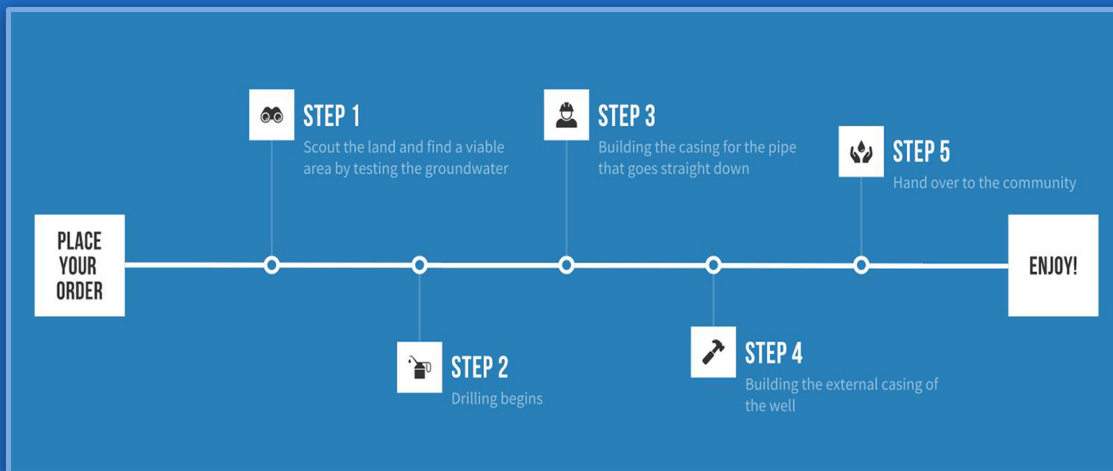 PLACE
YOUR
ORDER
STEP 1
Scout the land and find a viable
area by testing the groundwater
STEP 2
Drilling begins
STEP 3
Building the casing for the pipe
that goes straight down
STEP 4
Building the external casing of
the well
STEP 5
Hand over to the community
ENJOY!